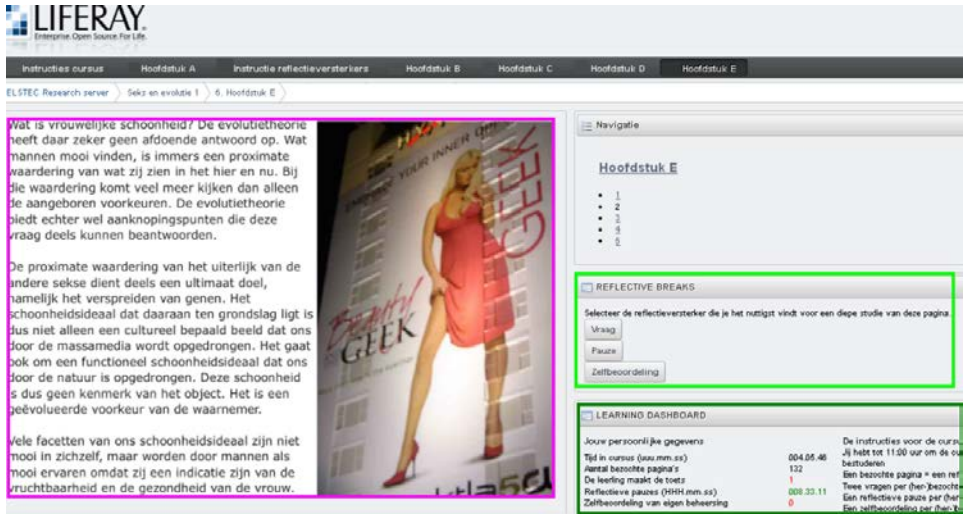 LIFERAY.
Enterprise. Open Source. For Life.
Instructies cursus Hoofdstuk A Instructie reflectieversterkers Hoofdstuk B Hoofdstuk C Hoofdstuk D Hoofdstuk E
ELSTEC Research server Seks en evolutie 1 6. Hoofdstuk E
Wat is vrouwelijke schoonheid? De evolutietheorie
heeft daar zeker geen afdoende antwoord op. Wat
mannen mooi vinden, is immers een proximate
waardering van wat zij zien in het hier en nu. Bij
die waardering komt veel meer kijken dan alleen
de aangeboren voorkeuren. De evolutietheorie
biedt echter wel aanknopingspunten die deze
vraag deels kunnen beantwoorden.
De proximate waardering van het uiterlijk van de
andere sekse dient deels een ultimaat doel,
namelijk het verspreiden van genen. Het
schoonheidsideaal dat daaraan ten grondslag ligt is
dus niet alleen een cultureel bepaald beeld dat ons
door de massamedia wordt opgedrongen. Het gaat
ook om een functioneel schoonheidsideaal dat ons
door de natuur is opgedrongen. Deze schoonheid
is dus geen kenmerk van het object. Het is een
geëvolueerde voorkeur van de waarnemer.
Vele facetten van ons schoonheidsideaal zijn niet
mooi in zichzelf, maar worden door mannen als
mooi ervaren omdat zij een indicatie zijn van de
vruchtbaarheid en de gezondheid van de vrouw.
YOUR INNER
GEEK
Beauty
GEEK
Navigatie
Hoofdstuk E
1
2
3
4
REFLECTIVE BREAKS
Selecteer de reflectieversterker die je het nuttigst vindt voor een diepe studie van deze pagina.
Vraag
Pauze
Zelfbeoordeling
LEARNING DASHBOARD
Jouw persoonlijke gegevens
Tijd in cursus (uuu.mm.ss) 004.05.46
Aantal bezochte pagina's 132
De leerling maakt de toets 1
Reflectieve pauzes (HHH.mm.ss) 008.33.11
Zelfbeoordeling van eigen beheersing 0
De instructies voor de
Jij hebt tot 11:00 uur om de
bestuderen
Een bezochte pagina = een
Twee vragen per
Een reflectieve pauze per
Een zelfbeoordeling per